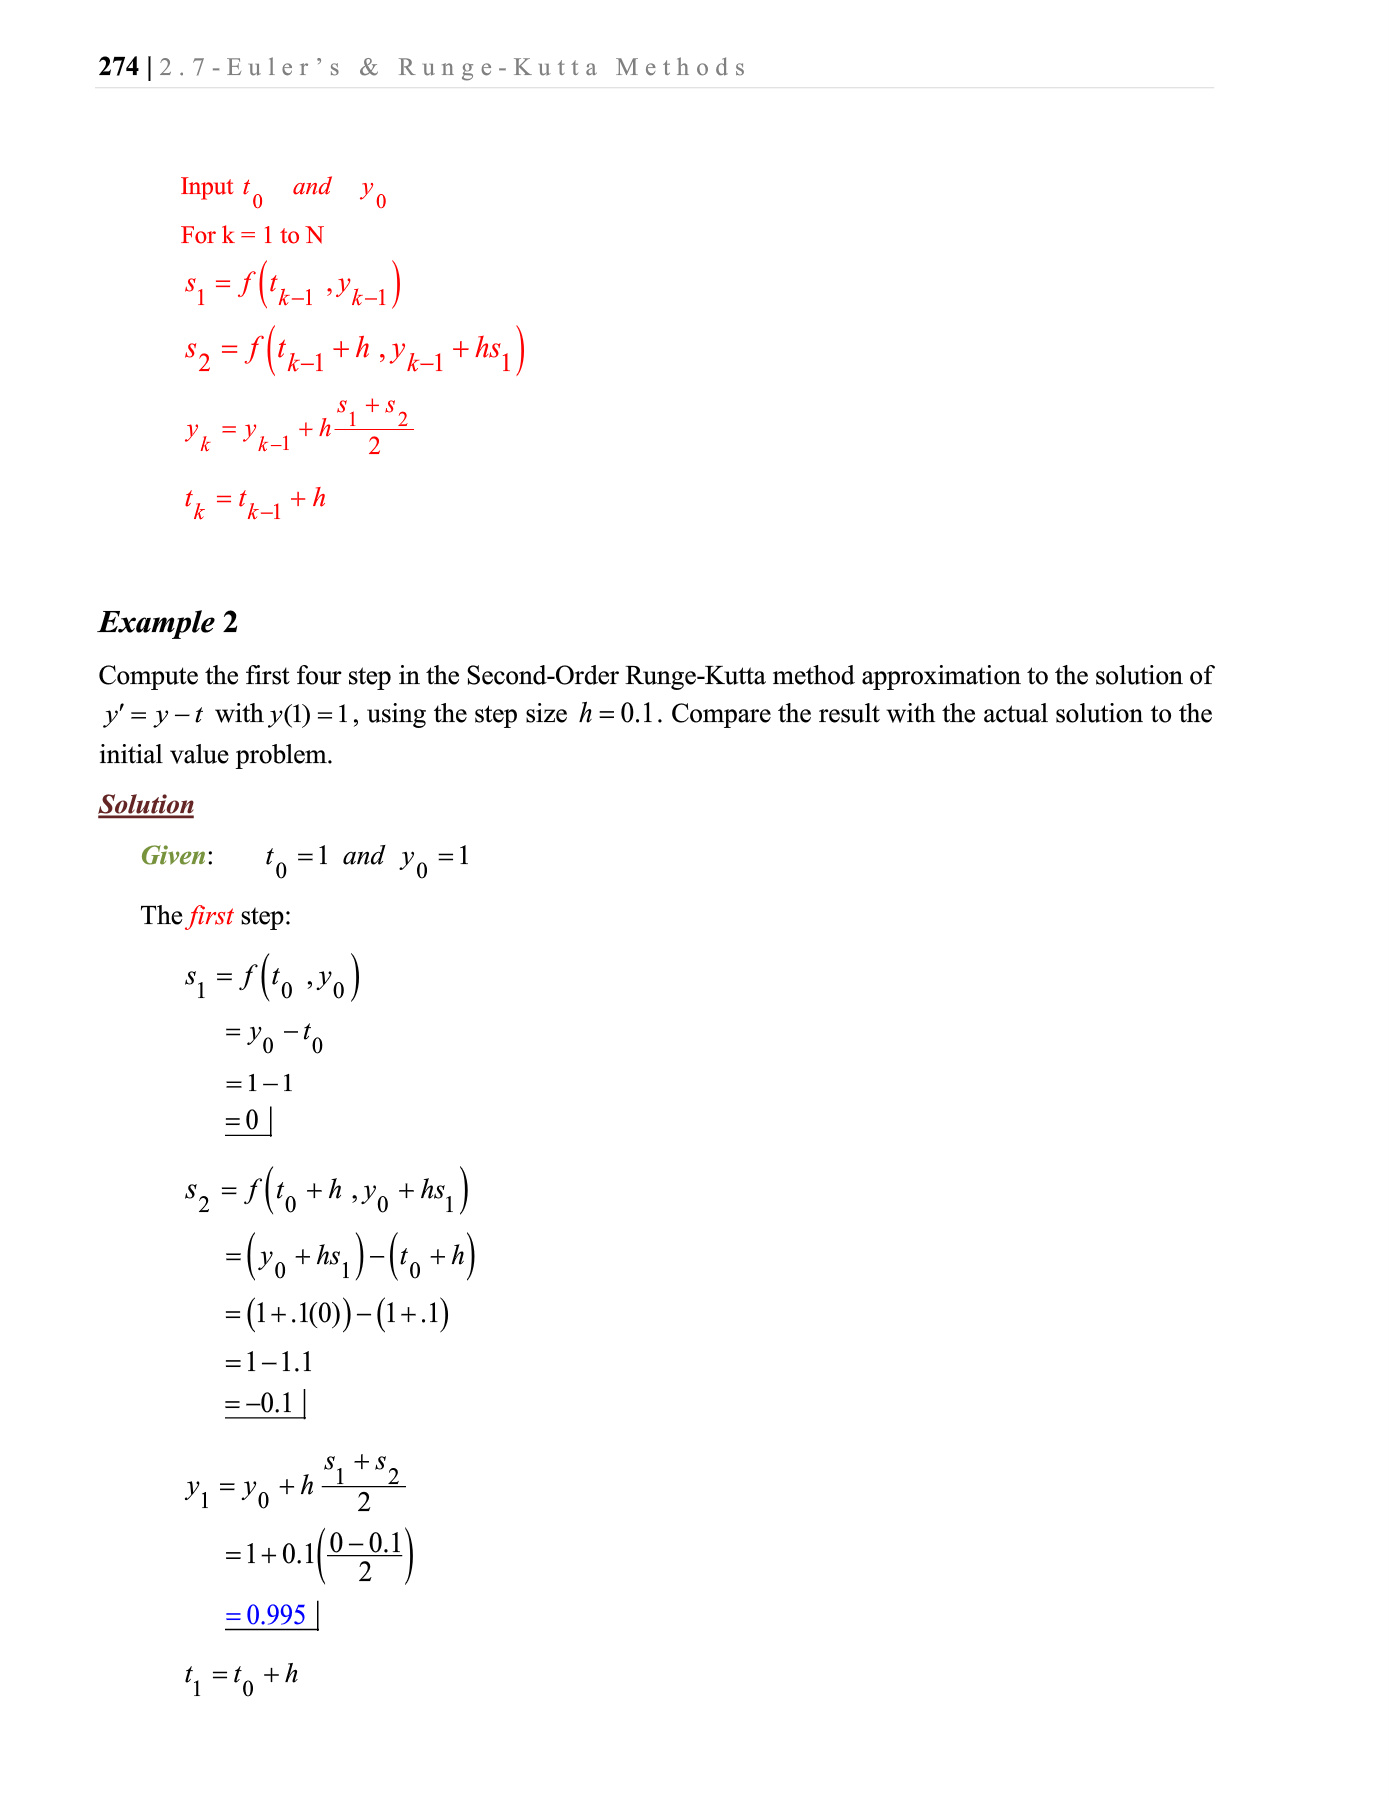 274 | 2.7-Euler’s & Runge-Kutta Methods
Input t_0 and y_0
For k = 1 to N
s_1 = f(t_{k–1} , y_{k–1})
s_2 = f(t_{k–1} + h , y_{k–1} + hs_1)
y_k = y_{k–1} + h \frac{s_1 + s_2}{2}
t_k = t_{k–1} + h
Example 2
Compute the first four step in the Second-Order Runge-Kutta method approximation to the solution of
y′ = y − t with y(1) = 1, using the step size h = 0.1. Compare the result with the actual solution to the
initial value problem.
Solution
Given: t_0 = 1 and y_0 = 1
The first step:
s_1 = f(t_0 , y_0)
= y_0 − t_0
= 1 − 1
= 0 |
s_2 = f(t_0 + h , y_0 + hs_1)
= (y_0 + hs_1) − (t_0 + h)
= (1 + .1(0)) − (1 + .1)
= 1 − 1.1
= −0.1 |
y_1 = y_0 + h \frac{s_1 + s_2}{2}
= 1 + 0.1(\frac{0 − 0.1}{2})
= 0.995 |
t_1 = t_0 + h